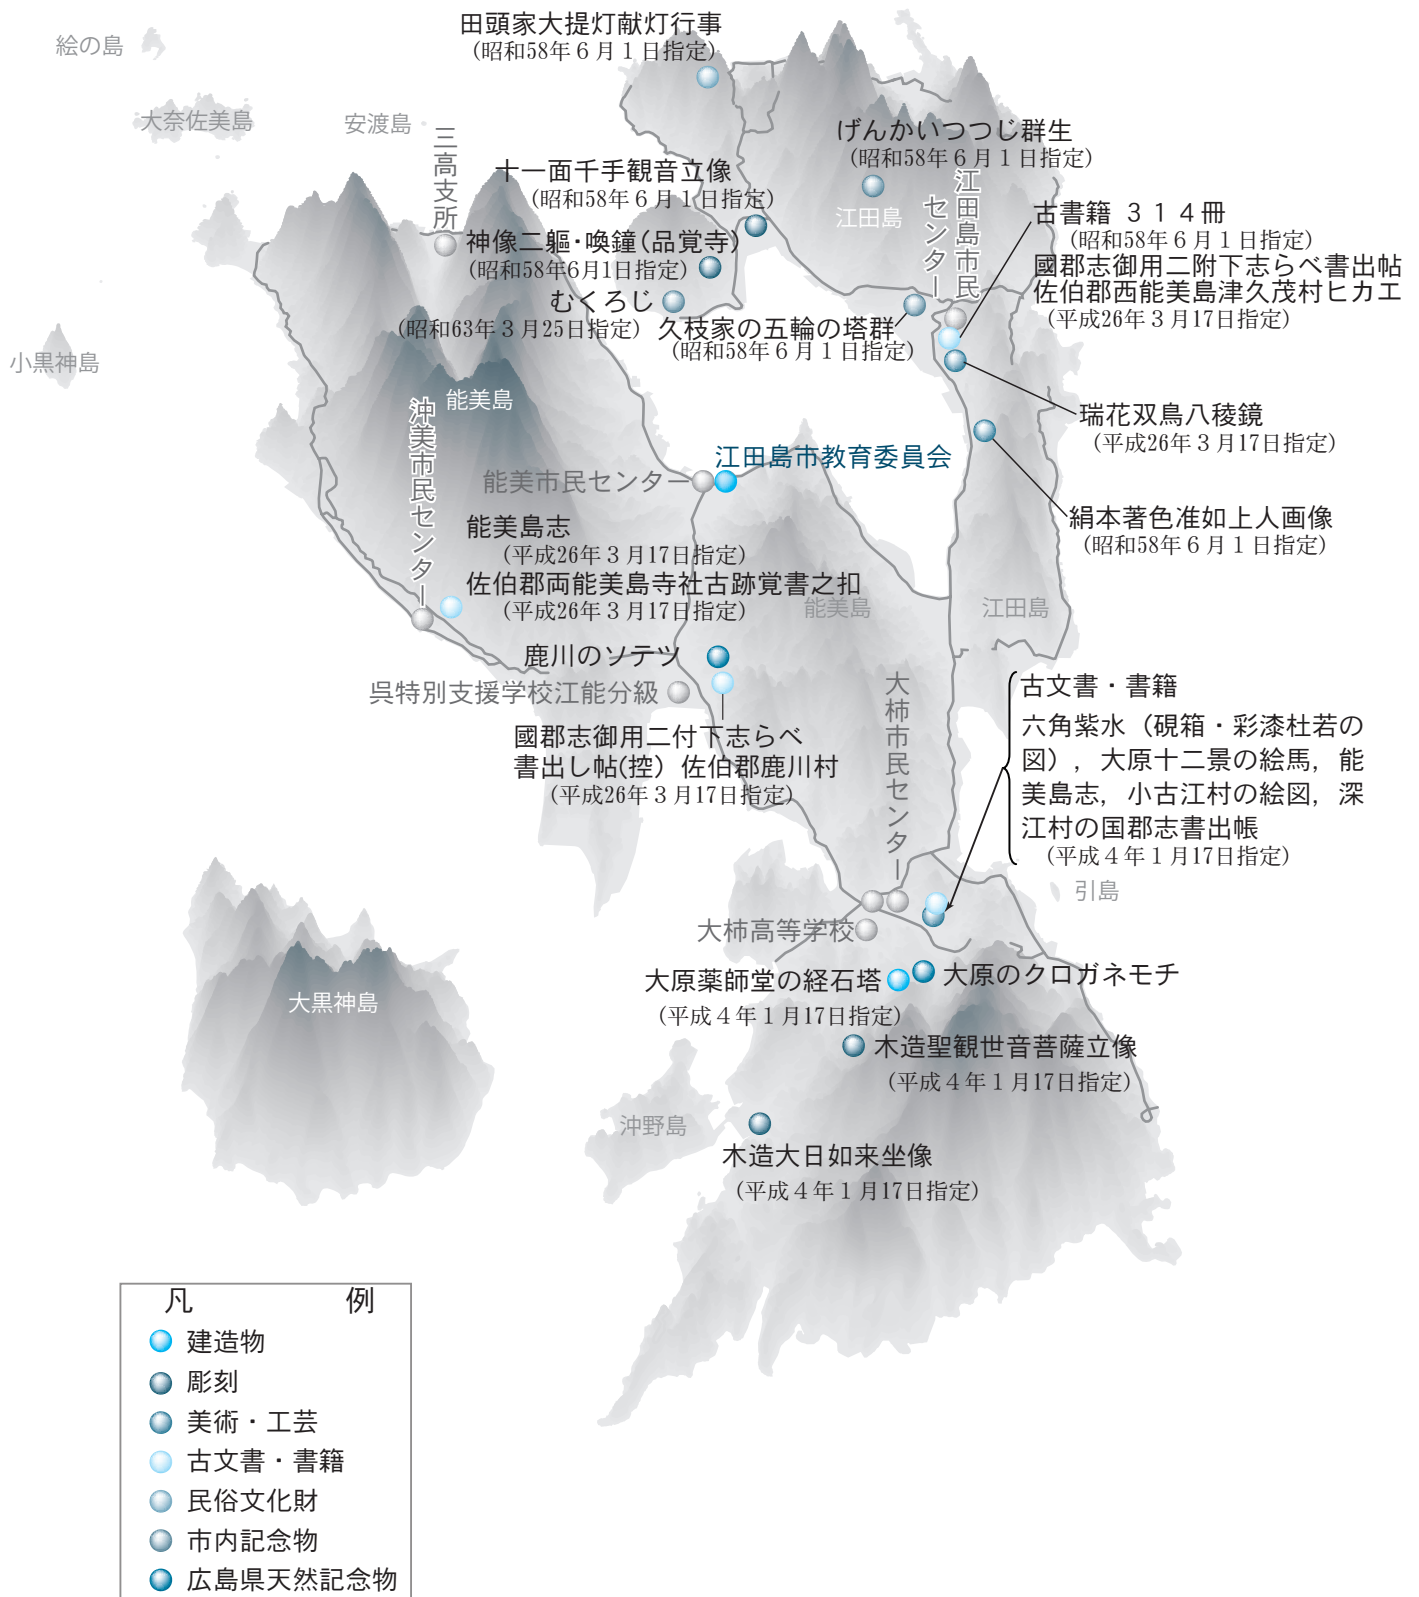 田頭家大提灯献灯行事
(昭和58年６月１日指定)
絵の島
大奈佐美島
安渡島
三高支所
げんかいつつじ群生
(昭和58年６月１日指定)
江田島
江田島市民
センター
十一面千手観音立像
(昭和58年６月１日指定)
神像二軀・喚鐘(品覚寺)
(昭和58年6月1日指定)
むくろじ
(昭和63年３月25日指定)
久枝家の五輪の塔群
(昭和58年６月１日指定)
古書籍 ３１４冊
(昭和58年６月１日指定)
國郡志御用二附下志らべ書出帖
佐伯郡西能美島津久茂村ヒカエ
(平成26年３月17日指定)
小黒神島
能美島
沖美市民センター
瑞花双鳥八稜鏡
(平成26年３月17日指定)
江田島市教育委員会
能美市民センター
絹本著色准如上人画像
(昭和58年６月１日指定)
能美島志
(平成26年３月17日指定)
佐伯郡両能美島寺社古跡覚書之扣
(平成26年３月17日指定)
能美島
江田島
鹿川のソテツ
呉特別支援学校江能分級
國郡志御用二付下志らべ
書出し帖(控) 佐伯郡鹿川村
(平成26年３月17日指定)
大柿市民センター
古文書・書籍
六角紫水（硯箱・彩漆杜若の
図），大原十二景の絵馬，能
美島志，小古江村の絵図，深
江村の国郡志書出帳
(平成４年１月17日指定)
引島
大柿高等学校
大原薬師堂の経石塔
(平成４年１月17日指定)
大原のクロガネモチ
大黒神島
木造聖観世音菩薩立像
(平成４年１月17日指定)
沖野島
木造大日如来坐像
(平成４年１月17日指定)
凡　例
建造物
彫刻
美術・工芸
古文書・書籍
民俗文化財
市内記念物
広島県天然記念物